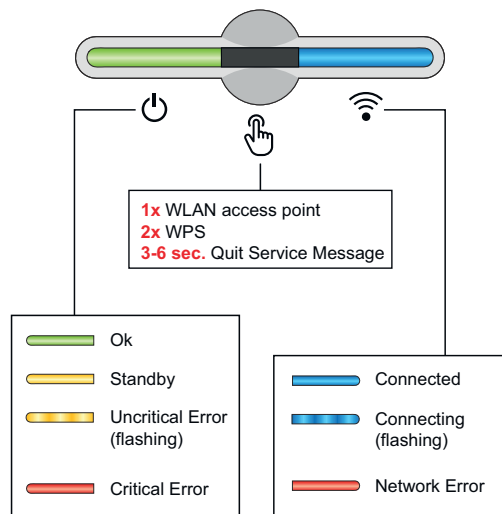 1x WLAN access point
2x WPS
3-6 sec. Quit Service Message
Ok
Standby
Uncritical Error
(flashing)
Critical Error
Connected
Connecting
(flashing)
Network Error